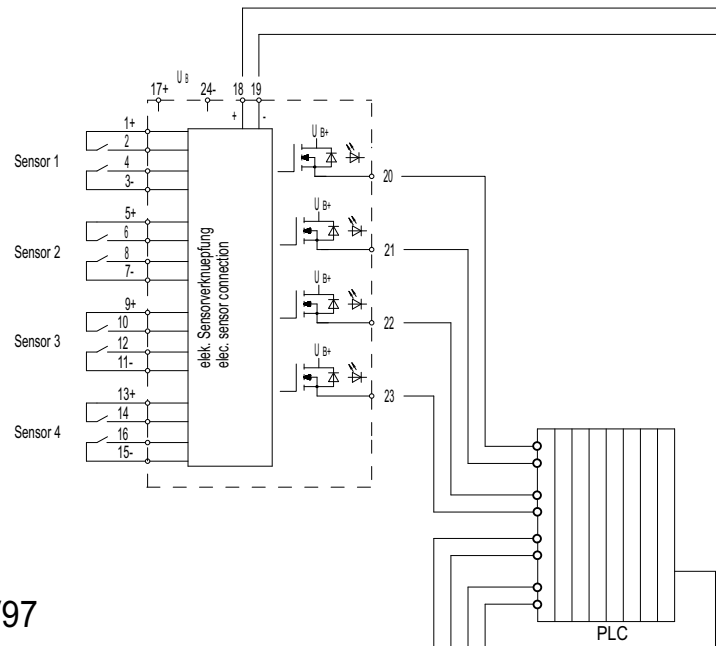 U B
17+ 24- 18 19
+ -
1+
2
Sensor 1
4
3-
5+
6
Sensor 2
8
7-
9+
10
Sensor 3
12
11-
13+
14
Sensor 4
16
15-
elek. Sensorverknuepfung
elec. sensor connection
U B+
20
U B+
21
U B+
22
U B+
23
PLC
/97